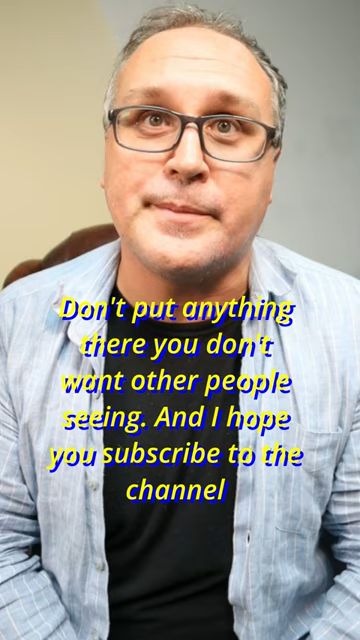 Don't put anything
there you don't
want other people
seeing. And I hope
you subscribe to the
channel